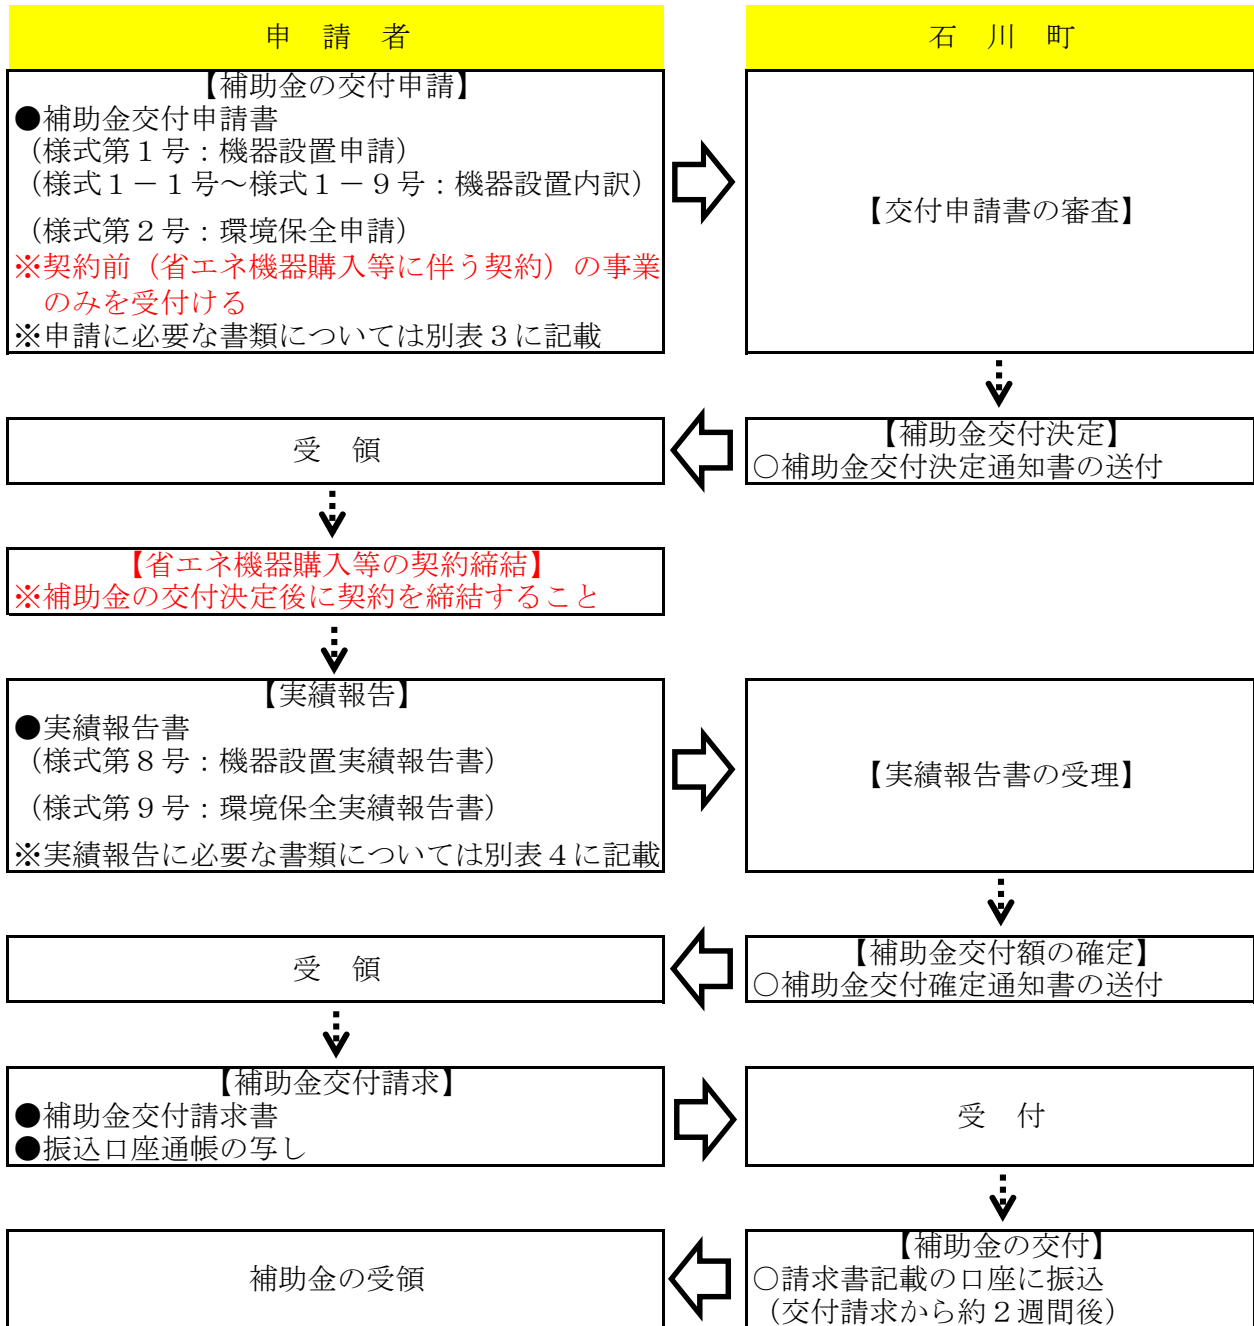 申　請　者
石　川　町
【補助金の交付申請】
●補助金交付申請書
（様式第１号：機器設置申請）
（様式１－１号～様式１－９号：機器設置内訳）
（様式第２号：環境保全申請）
※契約前（省エネ機器購入等に伴う契約）の事業
のみを受付ける
※申請に必要な書類については別表３に記載
【交付申請書の審査】
受　領
【補助金交付決定】
○補助金交付決定通知書の送付
【省エネ機器購入等の契約締結】
※補助金の交付決定後に契約を締結すること
【実績報告】
●実績報告書
（様式第８号：機器設置実績報告書）
（様式第９号：環境保全実績報告書）
※実績報告に必要な書類については別表４に記載
【実績報告書の受理】
受　領
【補助金交付額の確定】
○補助金交付確定通知書の送付
【補助金交付請求】
●補助金交付請求書
●振込口座通帳の写し
受　付
補助金の受領
【補助金の交付】
○請求書記載の口座に振込
（交付請求から約２週間後）